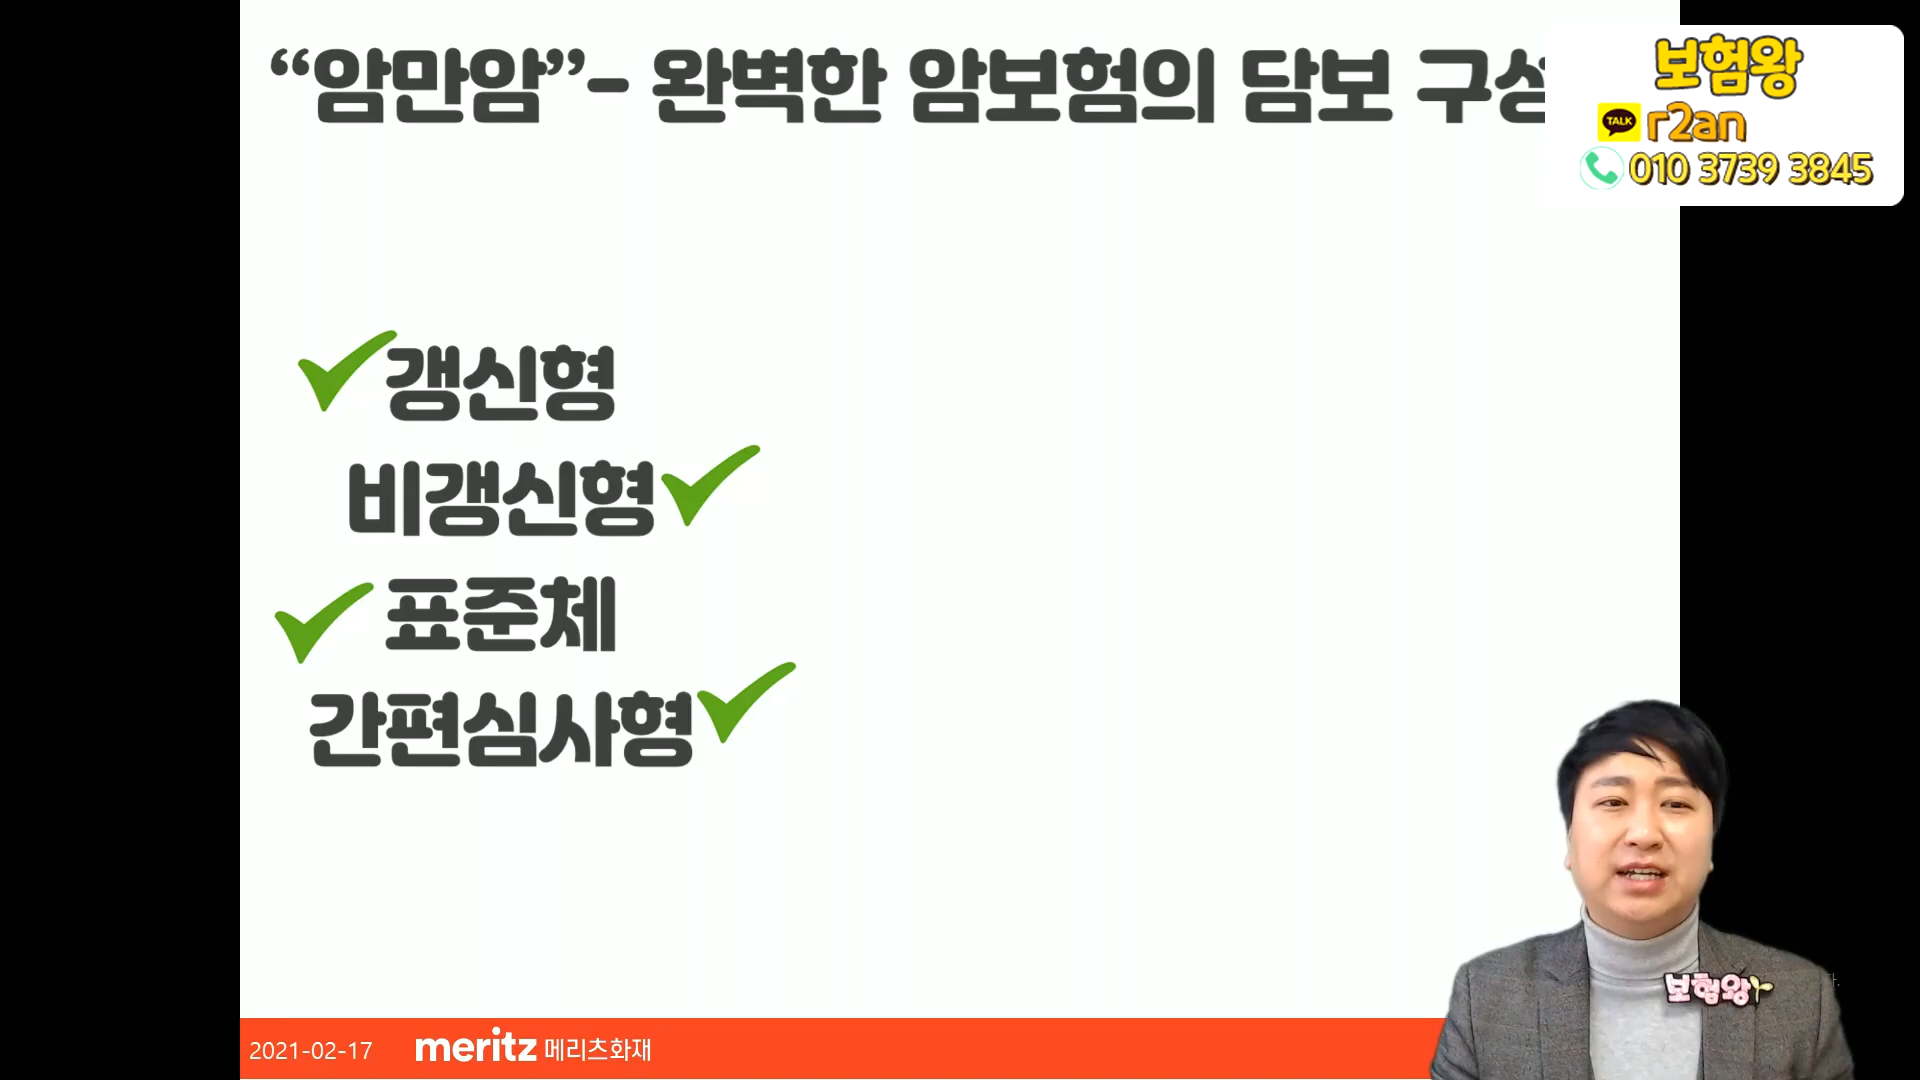 “암만암”- 완벽한 암보험의 담보 구성
보험왕
TALK r2an
010 3739 3845
갱신형
비갱신형
표준체
간편심사형
보험왕
2021-02-17 meritz 메리츠화재